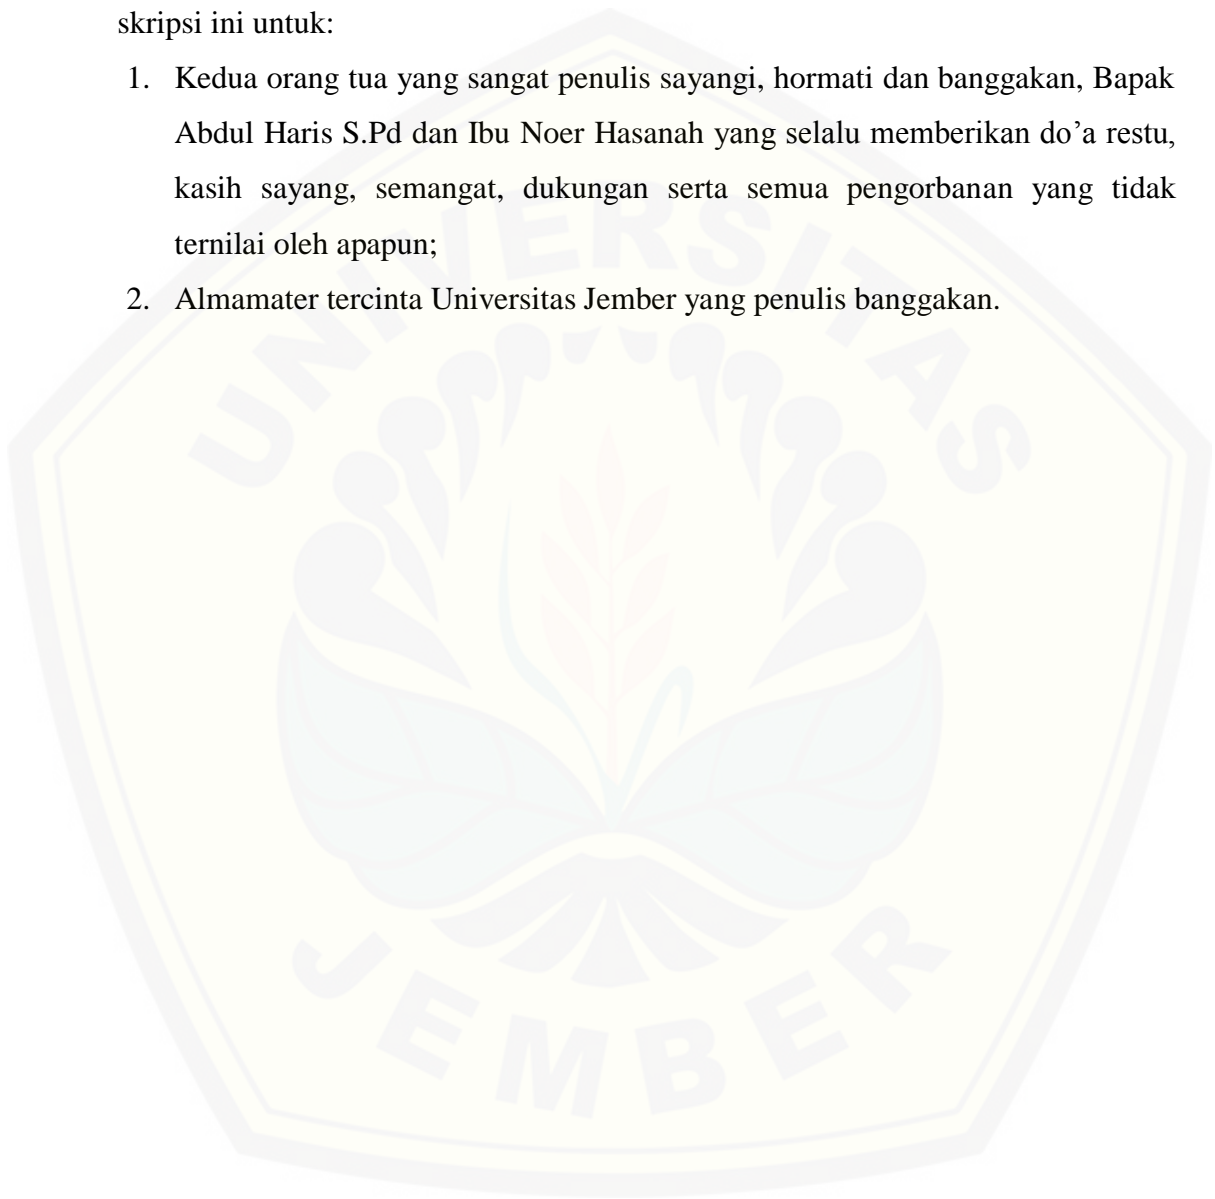 skripsi ini untuk:
1. Kedua orang tua yang sangat penulis sayangi, hormati dan banggakan, Bapak
Abdul Haris S.Pd dan Ibu Noer Hasanah yang selalu memberikan do’a restu,
kasih sayang, semangat, dukungan serta semua pengorbanan yang tidak
ternilai oleh apapun;
2. Almamater tercinta Universitas Jember yang penulis banggakan.
UNIVERSITAS
JEMBER